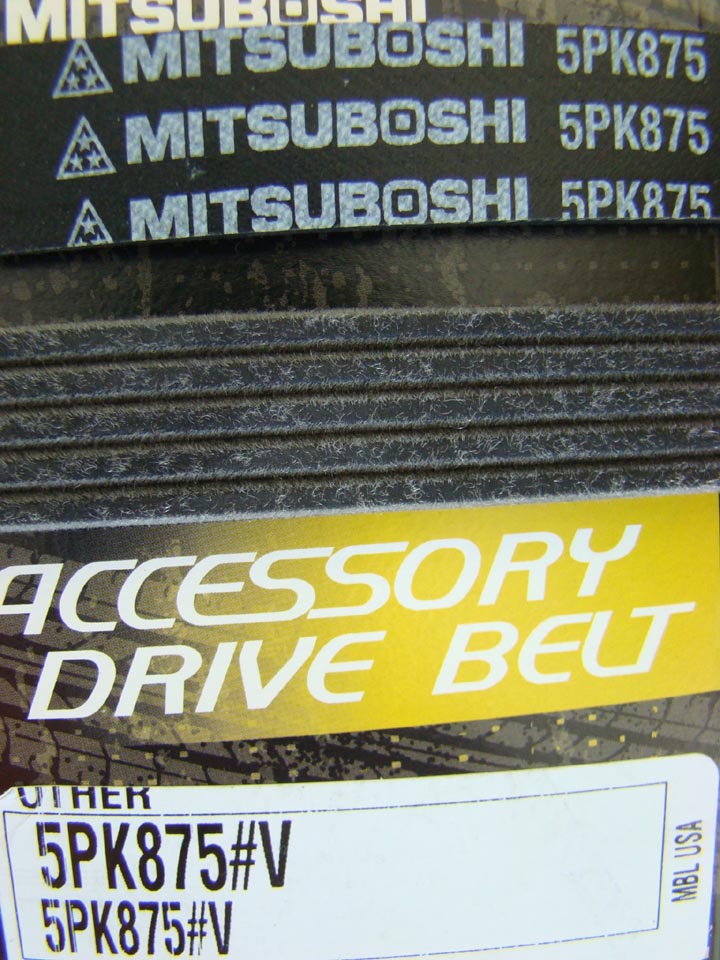 MITSUBOSHI
MITSUBOSHI 5PK875
MITSUBOSHI 5PK875
MITSUBOSHI 5PK875
ACCESSORY
DRIVE BELT
OTHER
5PK875#V
5PK875#V
MBL USA